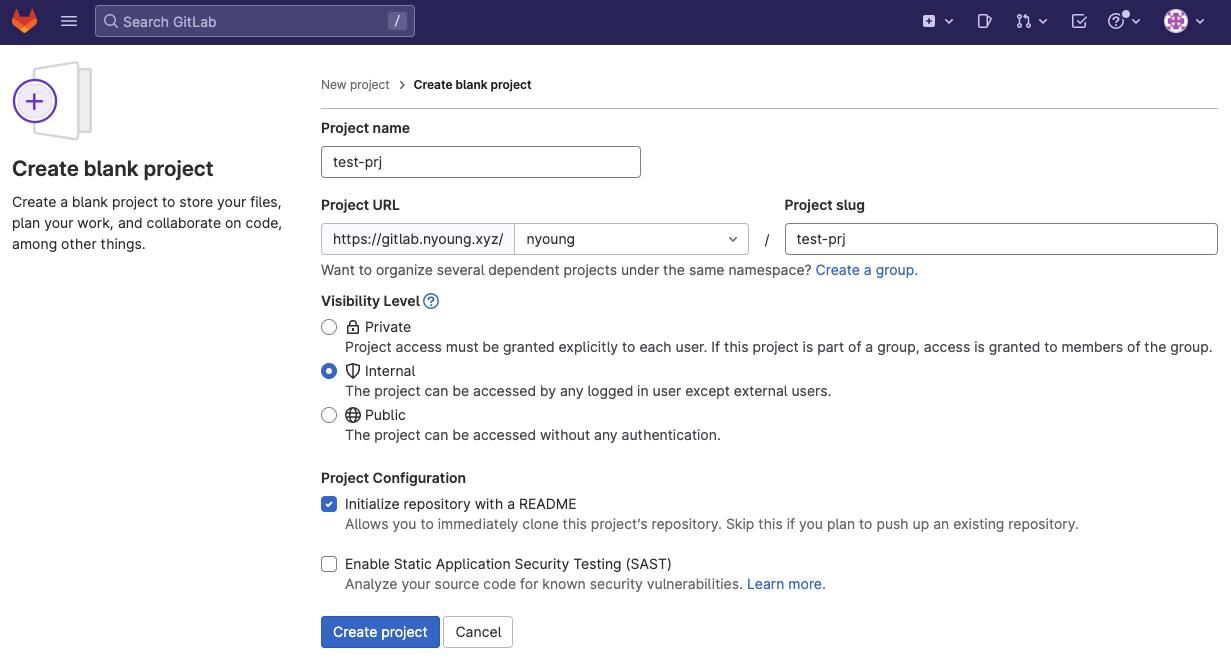 Search GitLab /
New project > Create blank project
Create blank project
Create a blank project to store your files,
plan your work, and collaborate on code,
among other things.
Project name
test-prj
Project URL
Project slug
https://gitlab.nyoung.xyz/ nyoung / test-prj
Want to organize several dependent projects under the same namespace? Create a group.
Visibility Level ?
Private
Project access must be granted explicitly to each user. If this project is part of a group, access is granted to members of the group.
Internal
The project can be accessed by any logged in user except external users.
Public
The project can be accessed without any authentication.
Project Configuration
Initialize repository with a README
Allows you to immediately clone this project's repository. Skip this if you plan to push up an existing repository.
Enable Static Application Security Testing (SAST)
Analyze your source code for known security vulnerabilities. Learn more.
Create project Cancel